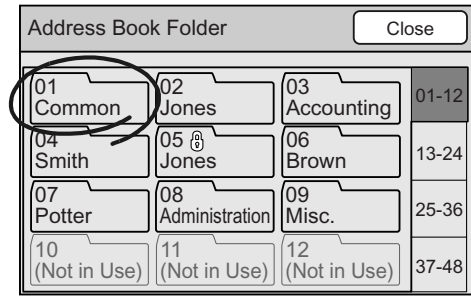 Address Book Folder
Close
01
Common
02
Jones
03
Accounting
01-12
04
Smith
05
Jones
06
Brown
13-24
07
Potter
08
Administration
09
Misc.
25-36
10
(Not in Use)
11
(Not in Use)
12
(Not in Use)
37-48